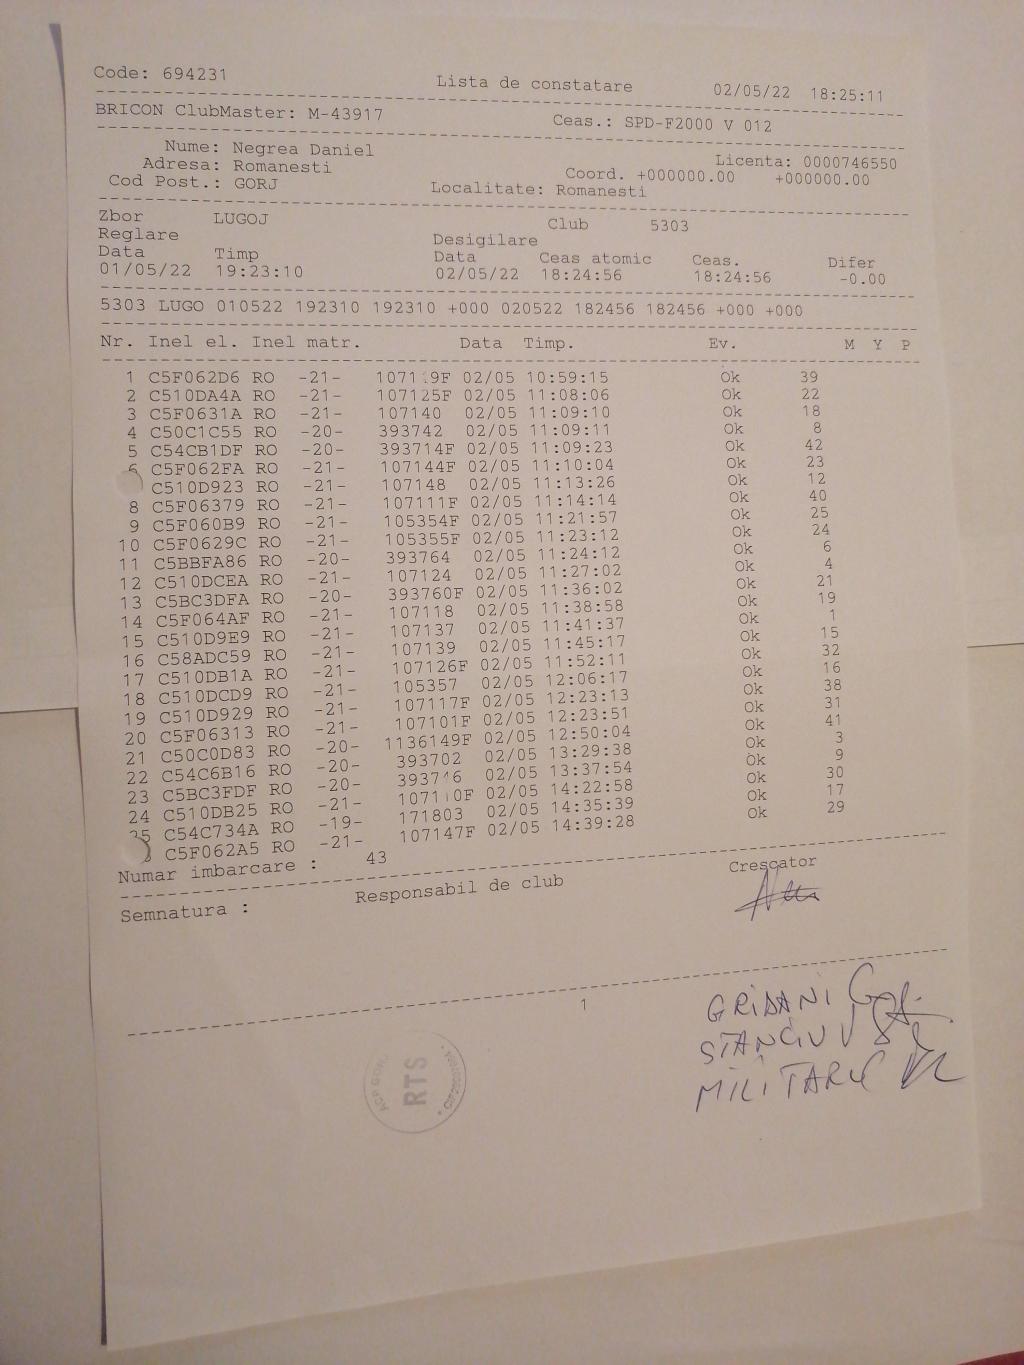 Code: 694231 Lista de constatare 02/05/22 18:25:11
BRICON ClubMaster: M-43917 Ceas.: SPD-F2000 V 012
Nume: Negrea Daniel Licenta: 0000746550
Adresa: Romanesti Coord. +000000.00 +000000.00
Cod Post.: GORJ Localitate: Romanesti
Zbor LUGOJ Club 5303
Reglare Desigilare
Data Timp Data Ceas atomic Ceas. Difer
01/05/22 19:23:10 02/05/22 18:24:56 18:24:56 -0.00
5303 LUGO 010522 192310 192310 +000 020522 182456 182456 +000 +000
Nr. Inel el. Inel matr. Data Timp. Ev. M Y P
1 C5F062D6 RO -21- 02/05 10:59:15 Ok 39
2 C510DA4A RO -21- 107125F 02/05 11:08:06 Ok 22
3 C5F0631A RO -21- 107140 02/05 11:09:10 Ok 18
4 C50C1C55 RO -20- 393742 02/05 11:09:11 Ok 8
5 C54CB1DF RO -20- 393714F 02/05 11:09:23 Ok 42
6 C5F062FA RO -21- 107144F 02/05 11:10:04 Ok 23
C510D923 RO -21- 107148 02/05 11:13:26 Ok 12
8 C5F06379 RO -21- 107111F 02/05 11:14:14 Ok 40
9 C5F060B9 RO -21- 105354F 02/05 11:21:57 Ok 25
10 C5F0629C RO -21- 105355F 02/05 11:23:12 Ok 24
11 C5BBFA86 RO -20- 393764 02/05 11:24:12 Ok 6
12 C510DCEA RO -21- 107124 02/05 11:27:02 Ok 4
13 C5BC3DFA RO -20- 393760F 02/05 11:36:02 Ok 21
14 C5F064AF RO -21- 107118 02/05 11:38:58 Ok 19
15 C510D9E9 RO -21- 107137 02/05 11:41:37 Ok 1
16 C58ADC59 RO -21- 107139 02/05 11:45:17 Ok 15
17 C510DB1A RO -21- 107126F 02/05 11:52:11 Ok 32
18 C510DCD9 RO -21- 105357 02/05 12:06:17 Ok 16
19 C510D929 RO -21- 107117F 02/05 12:23:13 Ok 38
20 C5F06313 RO -21- 107101F 02/05 12:23:51 Ok 31
21 C50C0D83 RO -20- 1136149F 02/05 12:50:04 Ok 41
22 C54C6B16 RO -20- 393702 02/05 13:29:38 Ok 3
23 C5BC3FDF RO -20- 393716 02/05 13:37:54 Ok 9
24 C510DB25 RO -21- 02/05 14:22:58 Ok 30
25 C54C734A RO -19- 171803 02/05 14:35:39 Ok 17
C5F062A5 RO -21- 107147F 02/05 14:39:28 Ok 29
Numar imbarcare : 43
Semnatura : Responsabil de club Crescator
1
GRIDANI G
STANCIU V
MILITARU
RTS